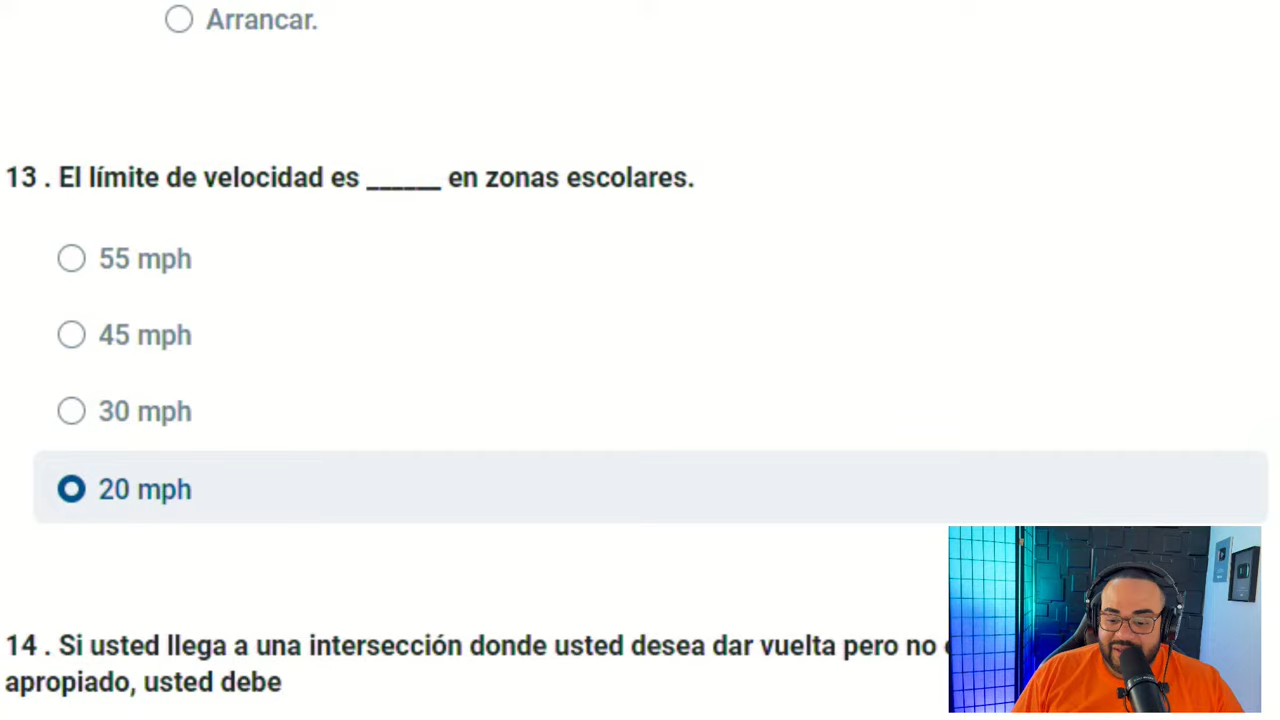 Arrancar.
13 . El límite de velocidad es ______ en zonas escolares.
55 mph
45 mph
30 mph
20 mph
14 . Si usted llega a una intersección donde usted desea dar vuelta pero no
apropiado, usted debe